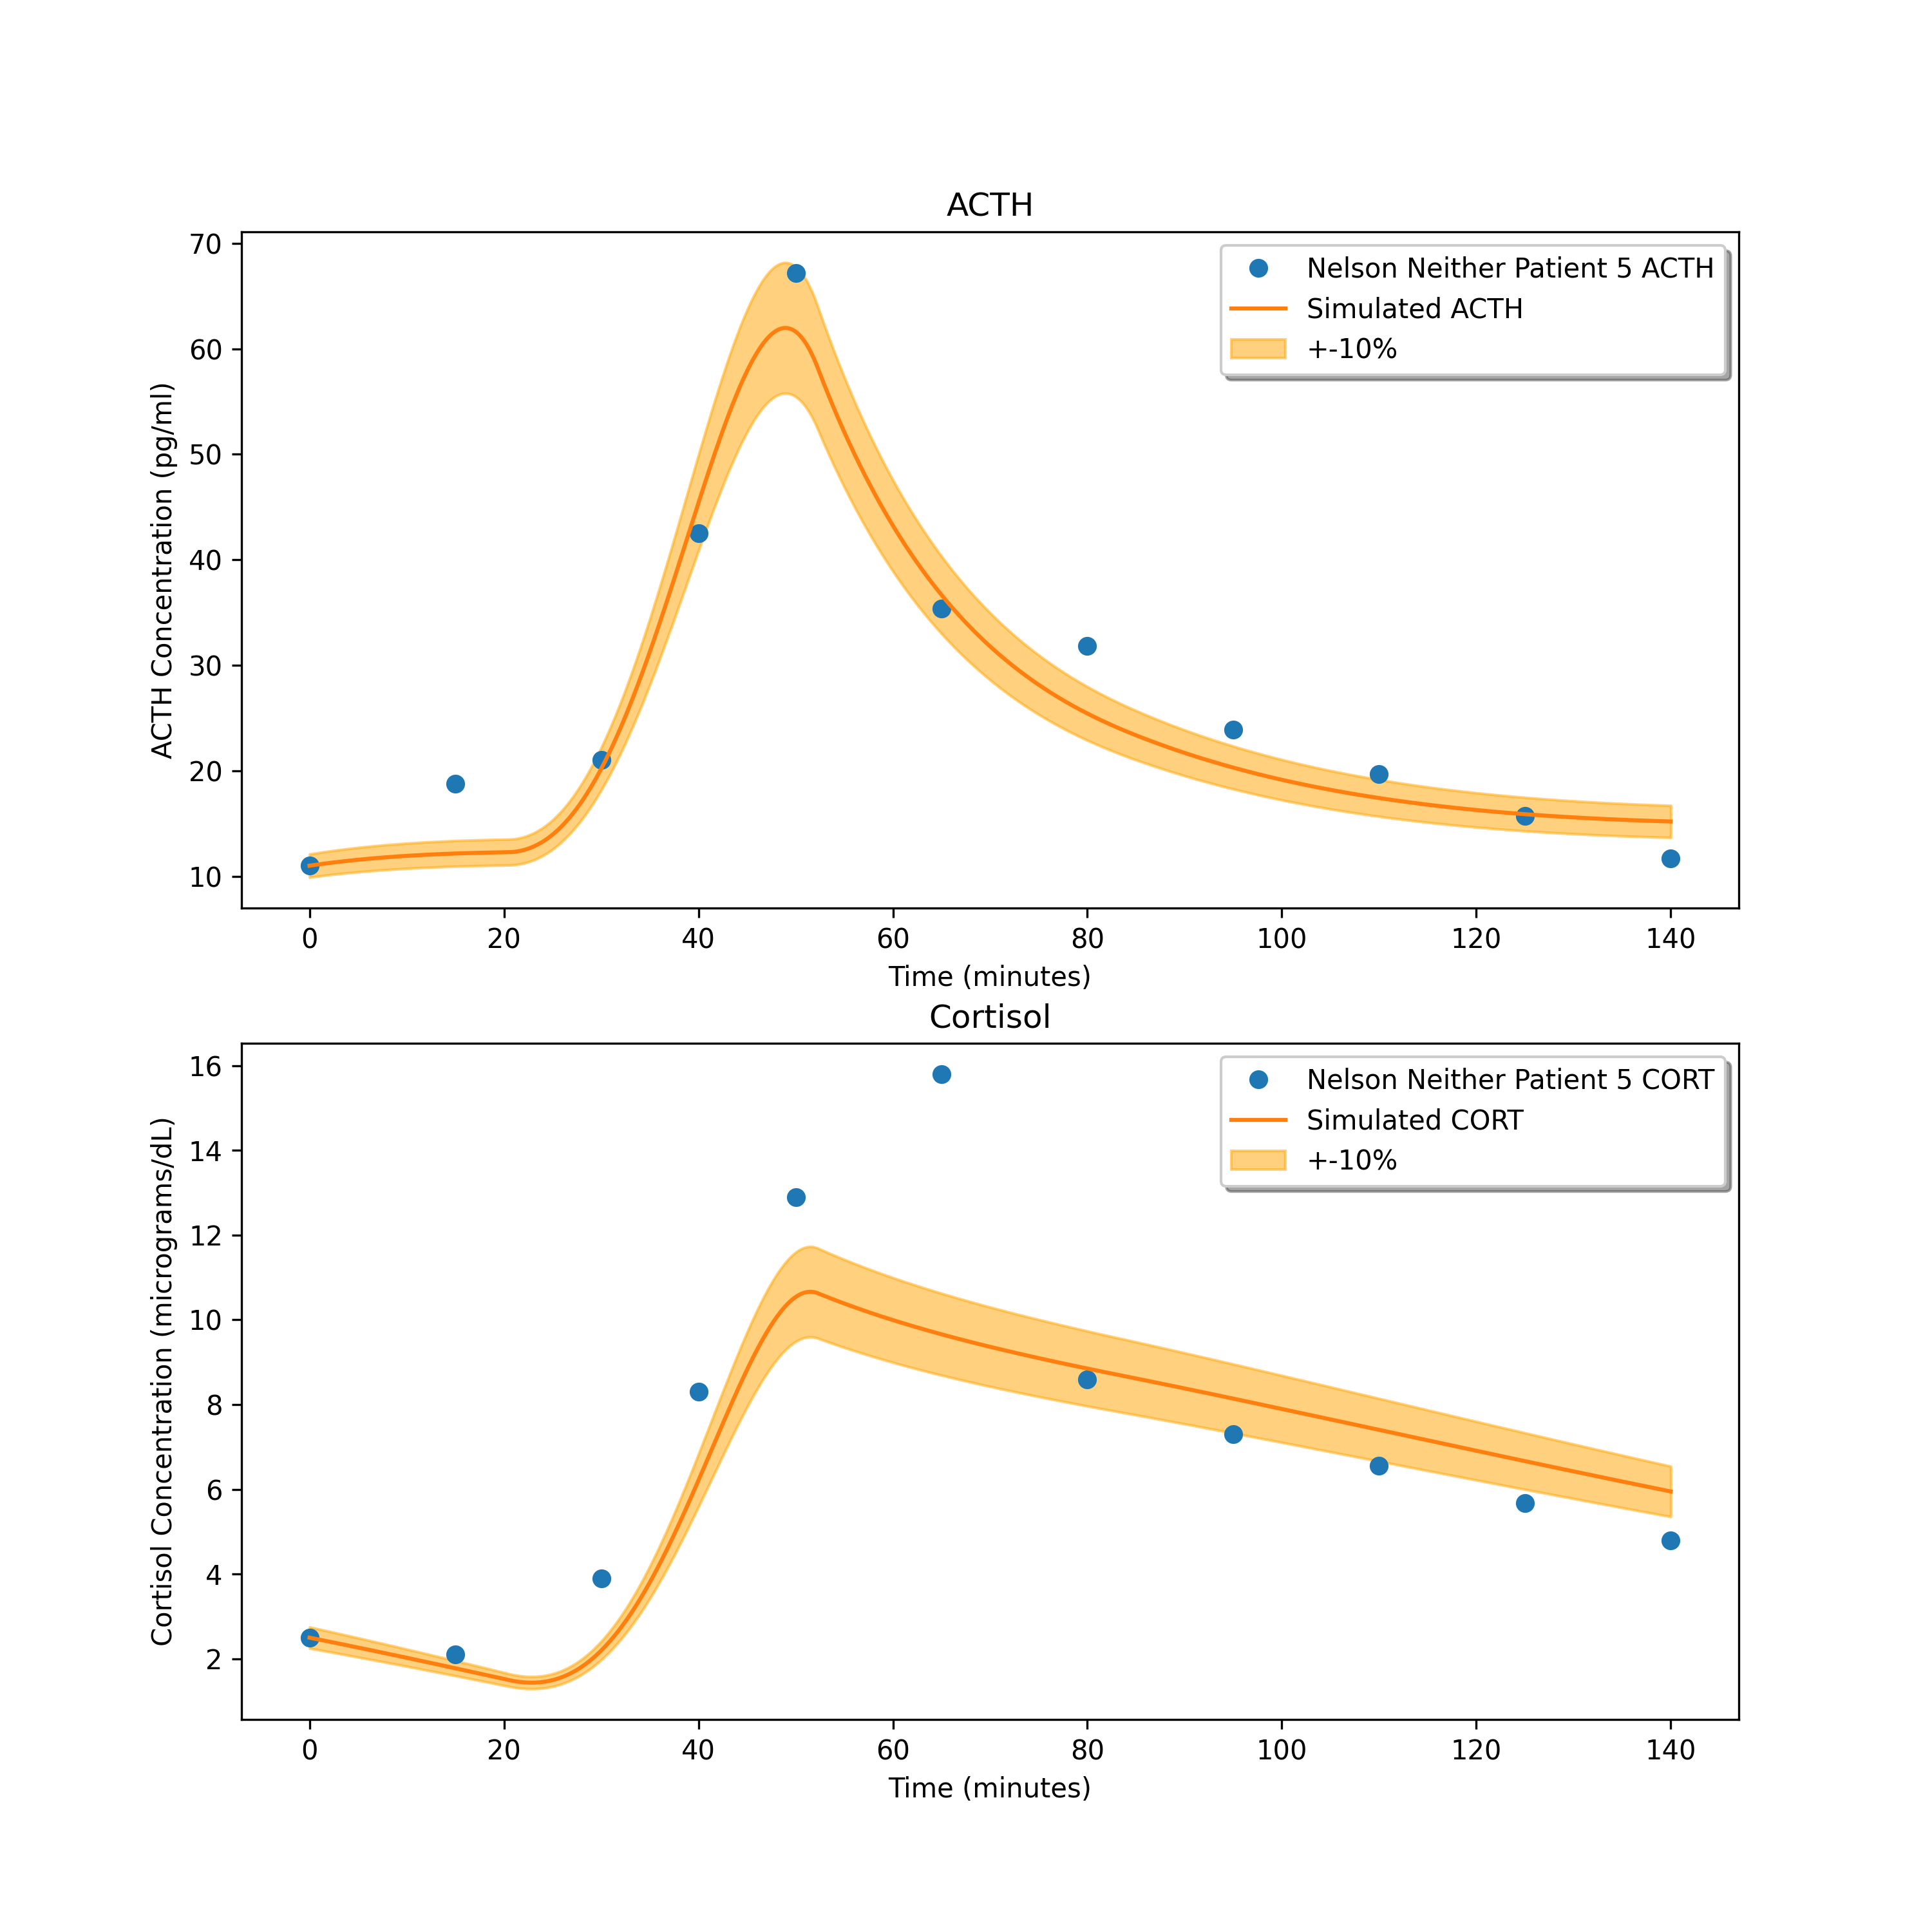 ACTH
70
60
50
40
30
20
10
ACTH Concentration (pg/ml)
Nelson Neither Patient 5 ACTH
Simulated ACTH
+-10%
0 20 40 60 80 100 120 140
Time (minutes)
Cortisol
16
14
12
10
8
6
4
2
Cortisol Concentration (micrograms/dL)
Nelson Neither Patient 5 CORT
Simulated CORT
+-10%
0 20 40 60 80 100 120 140
Time (minutes)